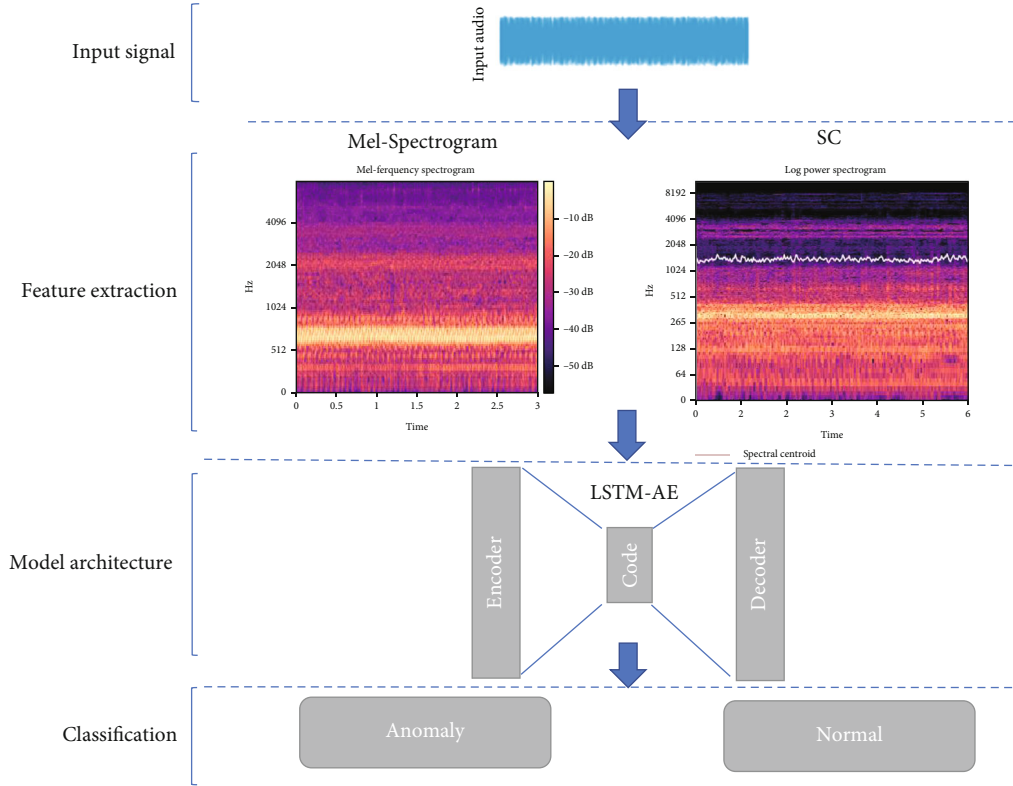 Input signal
Input audio
Feature extraction
Mel-Spectrogram
Mel-ferquency spectrogram
Hz
4096
2048
1024
512
0
0
0.5
1
1.5
2
2.5
3
Time
–10 dB
–20 dB
–30 dB
–40 dB
–50 dB
SC
Log power spectrogram
Hz
8192
4096
2048
1024
512
265
128
64
0
0
2
2
3
4
5
6
Time
Spectral centroid
Model architecture
LSTM-AE
Encoder
Code
Decoder
Classification
Anomaly
Normal